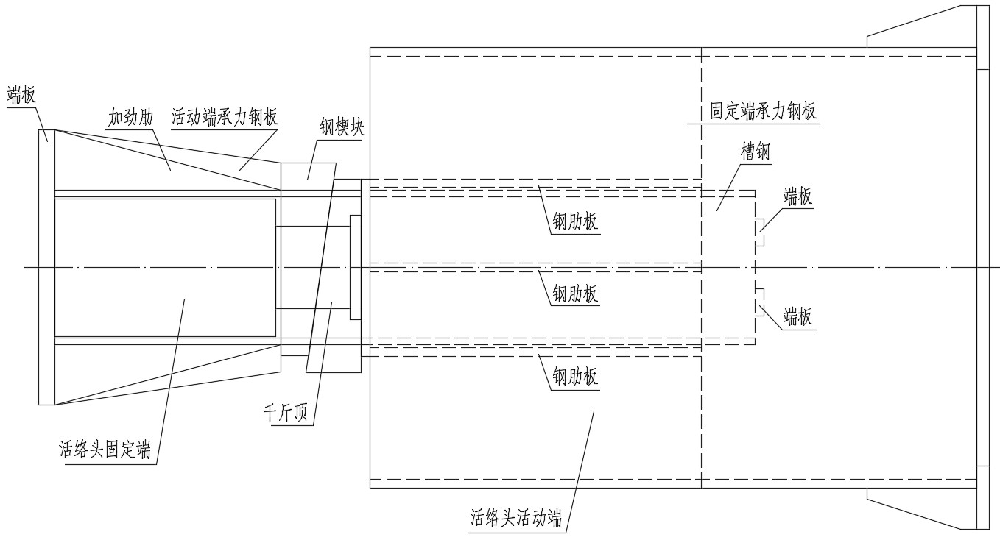 端板
加劲肋
活动端承力钢板
钢楔块
固定端承力钢板
槽钢
端板
钢肋板
钢肋板
端板
钢肋板
千斤顶
活络头固定端
活络头活动端